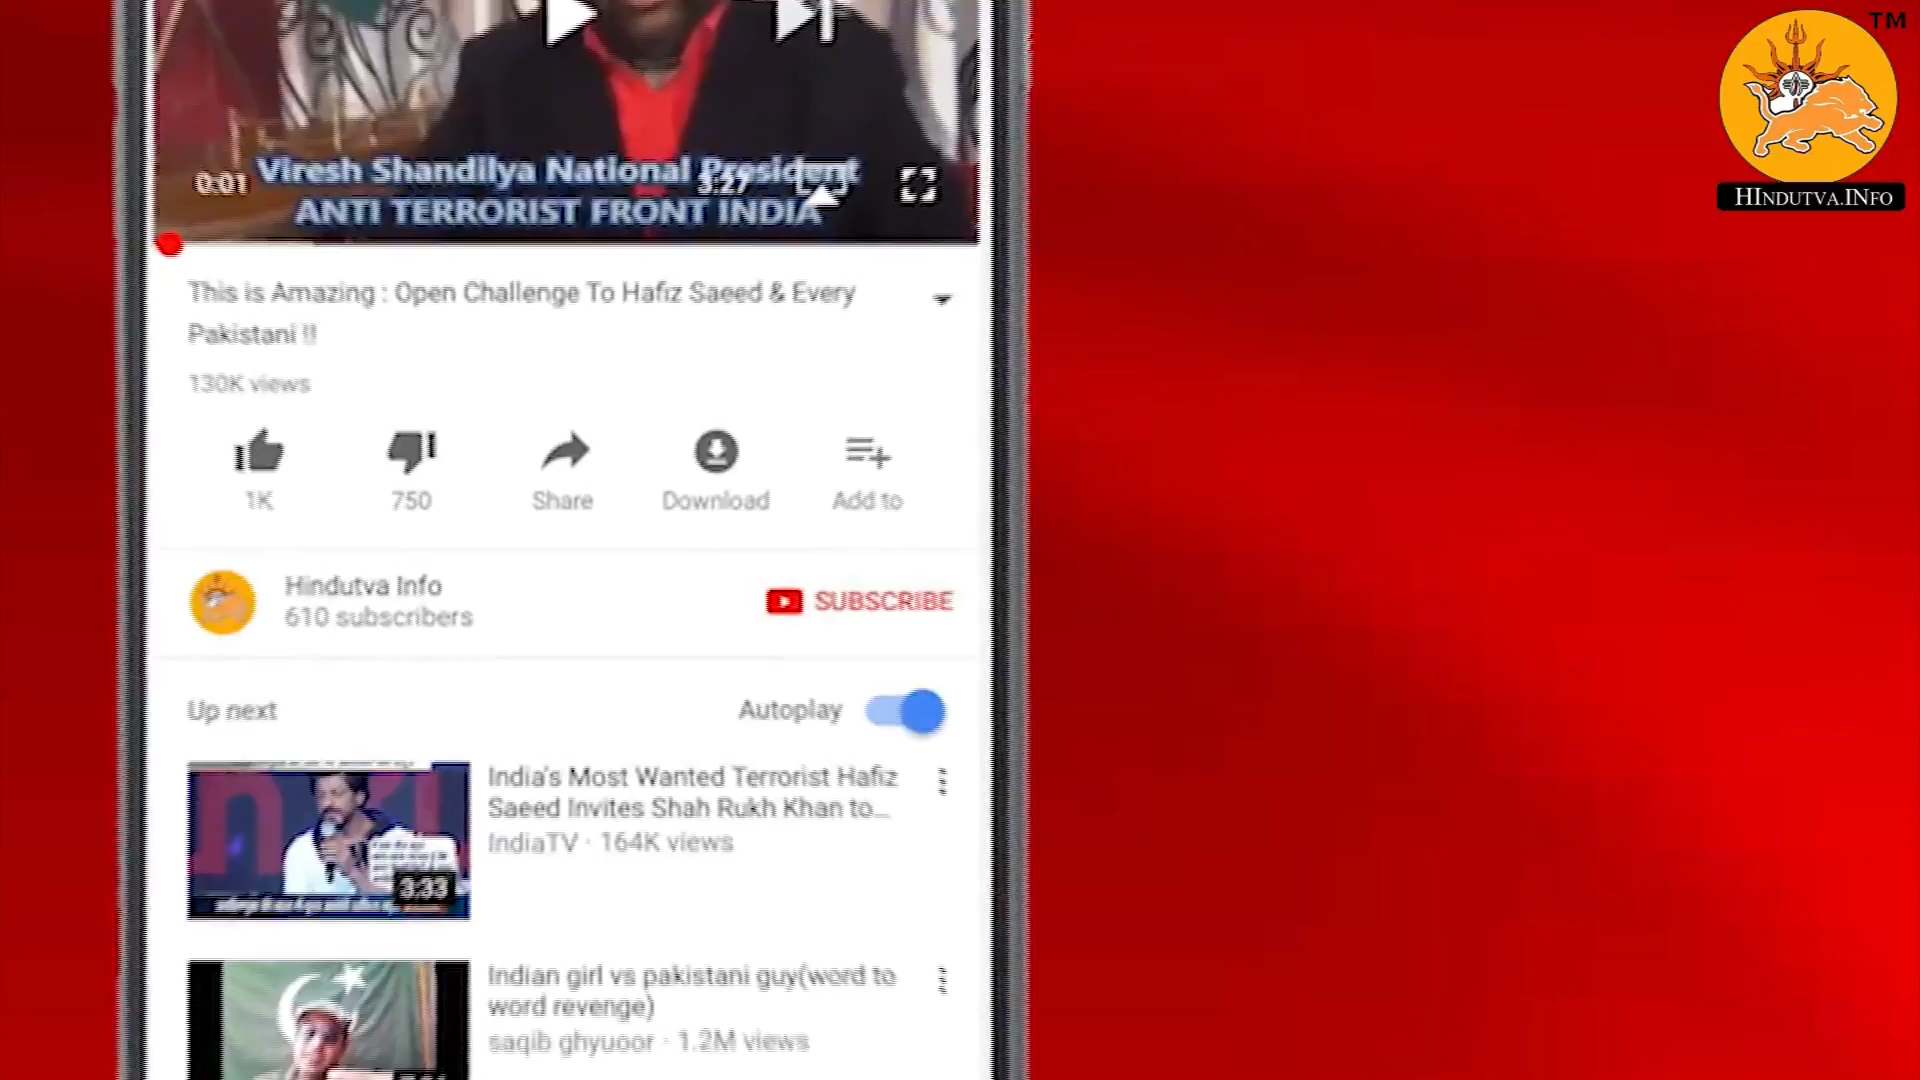 TM
HINDUTVA.INFO
Viresh Shandilya National President
0:01
3:27
ANTI TERRORIST FRONT INDIA
This is Amazing : Open Challenge To Hafiz Saeed & Every
Pakistani !!
130K views
1K
750
Share
Download
Add to
Hindutva Info
610 subscribers
SUBSCRIBE
Up next
Autoplay
India's Most Wanted Terrorist Hafiz
Saeed Invites Shah Rukh Khan to...
IndiaTV · 164K views
3:33
Indian girl vs pakistani guy(word to
word revenge)
saqib ghyuoor · 1.2M views